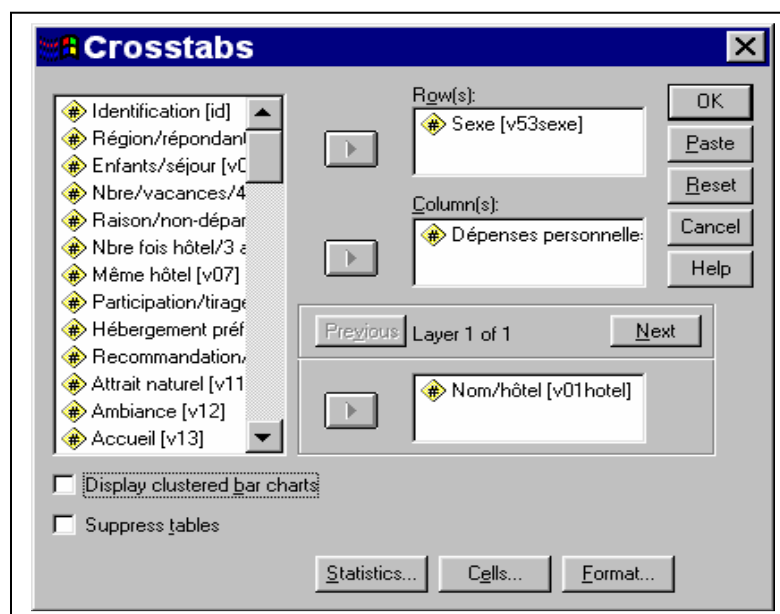 Crosstabs
Identification [id]
Région/répondant
Enfants/séjour [v0
Nbre/vacances/4
Raison/non-dépar
Nbre fois hôtel/3 a
Même hôtel [v07]
Participation/tirage
Hébergement préf
Recommandation/
Attrait naturel [v11
Ambiance [v12]
Accueil [v13]
Row(s):
Sexe [v53sexe]
Column(s):
Dépenses personnelle
Previous
Layer 1 of 1
Next
Nom/hôtel [v01hotel]
OK
Paste
Reset
Cancel
Help
Display clustered bar charts
Suppress tables
Statistics...
Cells...
Format...